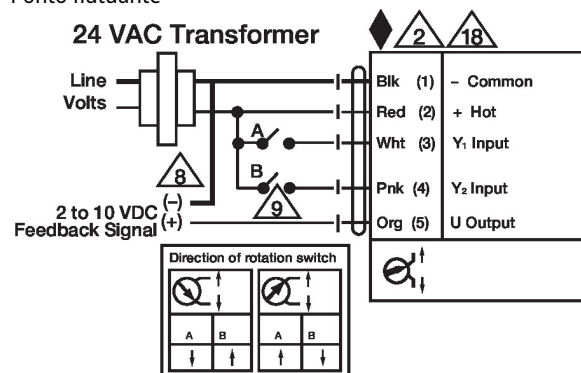 Ponto flutuante
24 VAC Transformer
2
18
Line
Volts
Blk (1) – Common
Red (2) + Hot
A
Wht (3) Y₁ Input
B
Pnk (4) Y₂ Input
8
9
2 to 10 VDC (–)
Feedback Signal (+)
Org (5) U Output
Direction of rotation switch
A B
A B